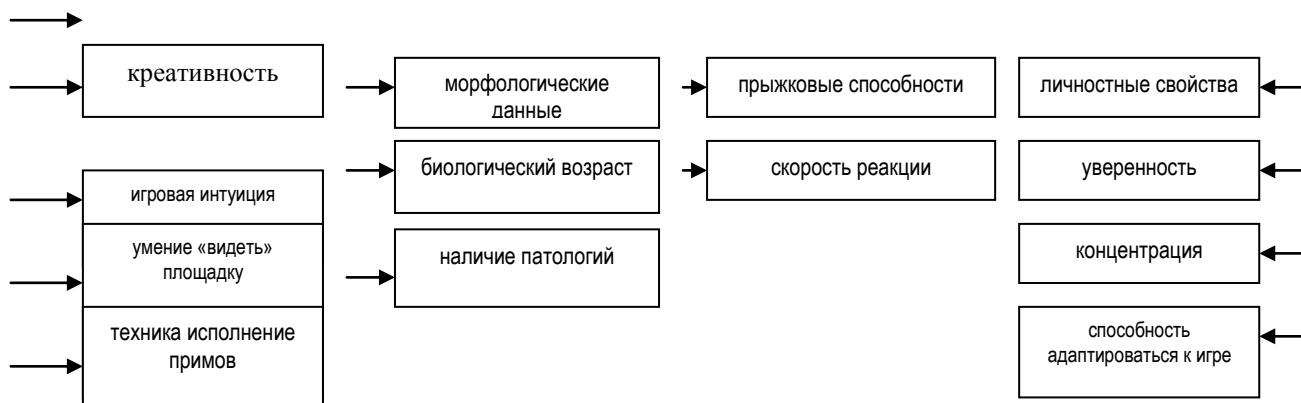 креативность
игровая интуиция
умение «видеть»
площадку
техника исполнение
примов
морфологические
данные
биологический возраст
наличие патологий
прыжковые способности
скорость реакции
личностные свойства
уверенность
концентрация
способность
адаптироваться к игре